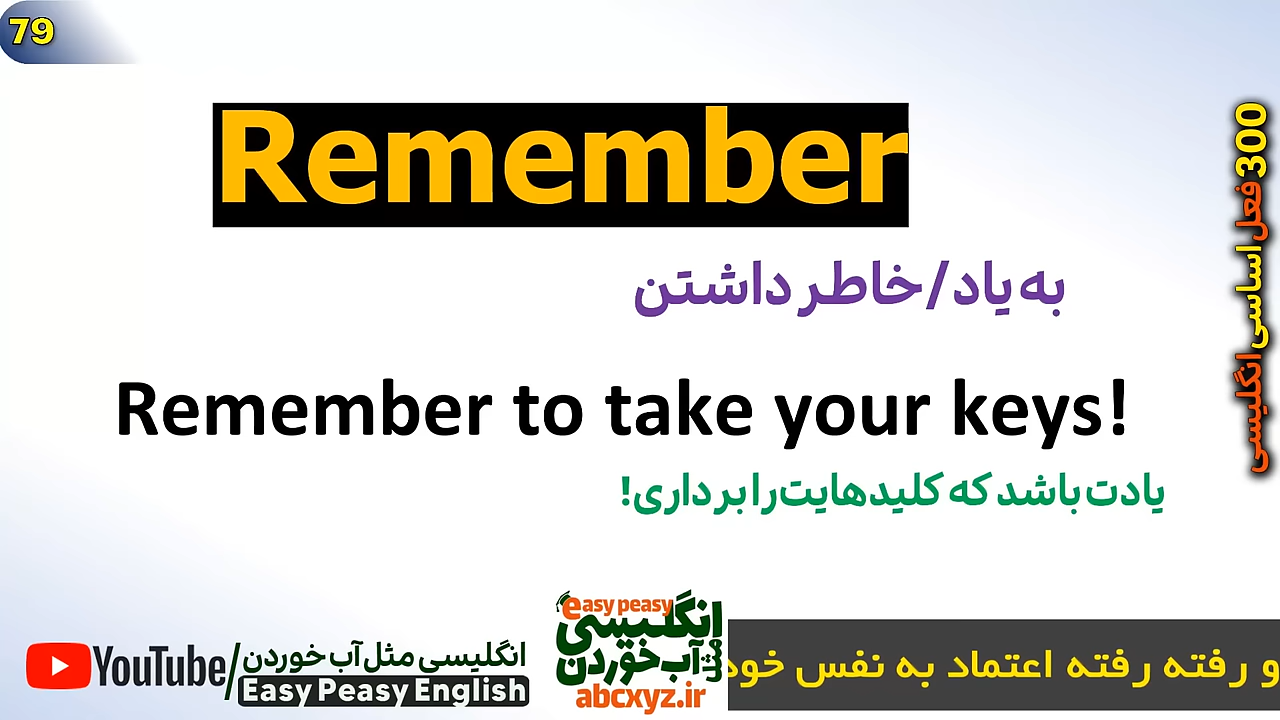 79
Remember
به یاد/خاطر داشتن
Remember to take your keys!
یادت باشد که کلیدهایت را برداری!
300 فعل اساسی انگلیسی
YouTube/انگلیسی مثل آب خوردن
Easy Peasy English
easy peasy
انگلیسی
مثل
آب خوردن
abcxyz.ir
و رفته رفته اعتماد به نفس خود